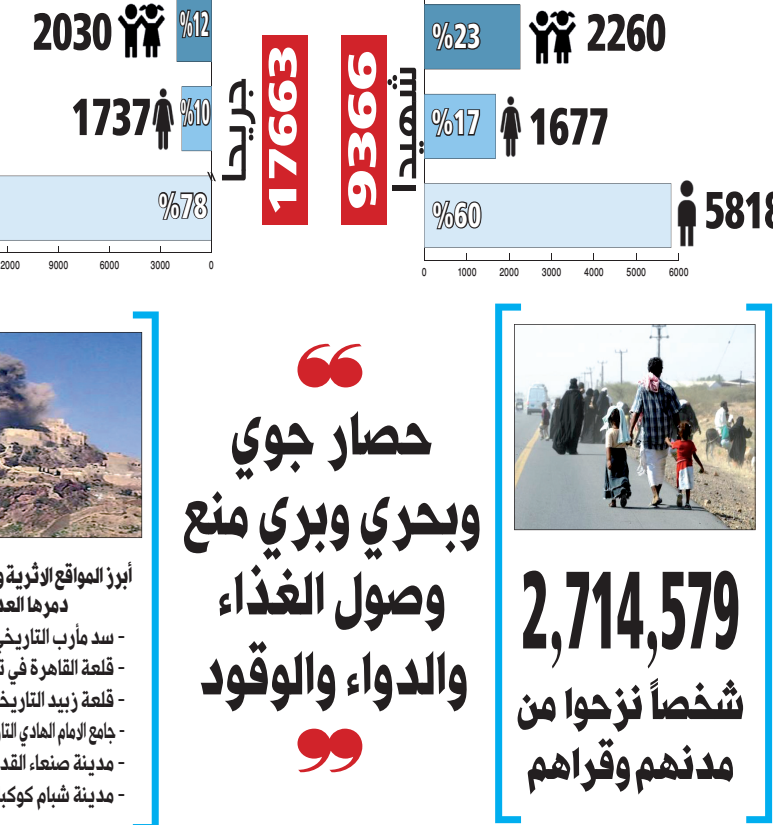 2260
%23
1677
%17
5818
%60
0 1000 2000 3000 4000 5000 6000
شهيدا
9366
17663
جريحا
2030
%12
1737
%10
%78
2000 9000 6000 3000 0
2,714,579
شخصاً نزحوا من
مدنهم وقراهم
❝
حصار جوي
وبحري وبري منع
وصول الغذاء
والدواء والوقود
❞
أبرز المواقع الاثرية و
دمرها العد
- سد مأرب التاريخي
- قلعة القاهرة في ت
- قلعة زبيد التاريخ
- جامع الامام الهادي التا
- مدينة صنعاء القد
- مدينة شبام كوكب